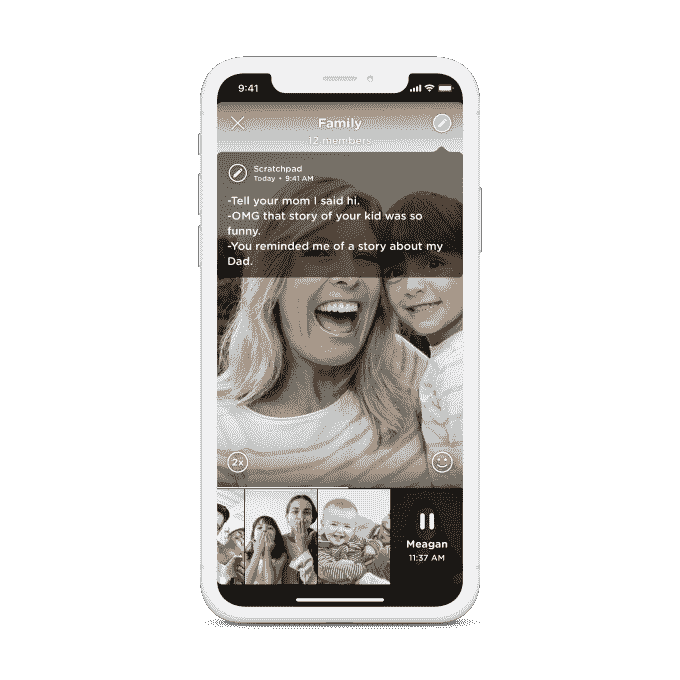 9:41
Family
12 members
Scratchpad
Today • 9:41 AM
-Tell your mom I said hi.
-OMG that story of your kid was so
funny.
-You reminded me of a story about my
Dad.
2x
Meagan
11:37 AM